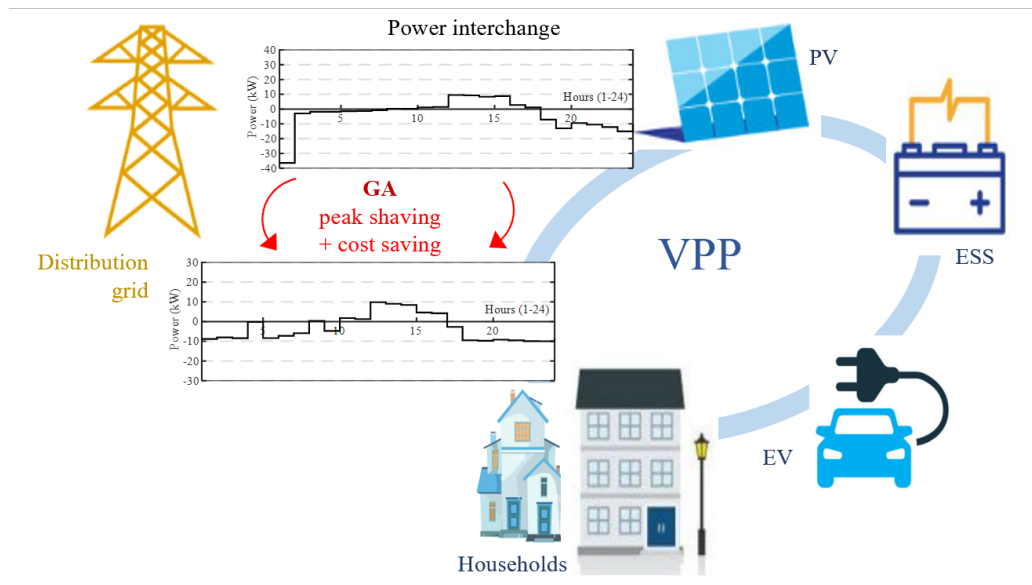 Power interchange
40
30
20
10
0
-10
-20
-30
-40
Power (kW)
Hours (1-24)
5
10
15
20
PV
GA
peak shaving
+ cost saving
Distribution
grid
VPP
ESS
30
20
10
0
-10
-20
-30
Power (kW)
Hours (1-24)
5
10
15
20
EV
Households